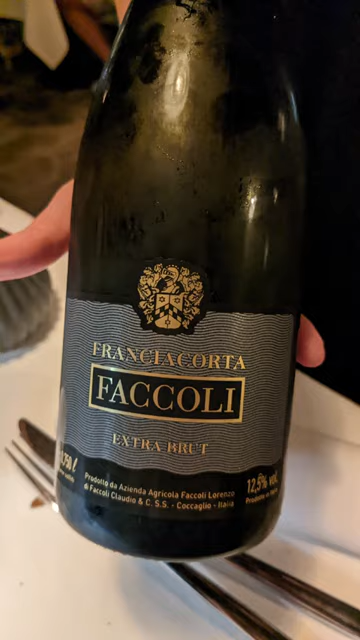 FRANCIACORTA
FACCOLI
EXTRA BRUT
Prodotto da Azienda Agricola Faccoli Lorenzo
di Faccoli Claudio & C. S.S. - Coccaglio - Italia
12,5% vol